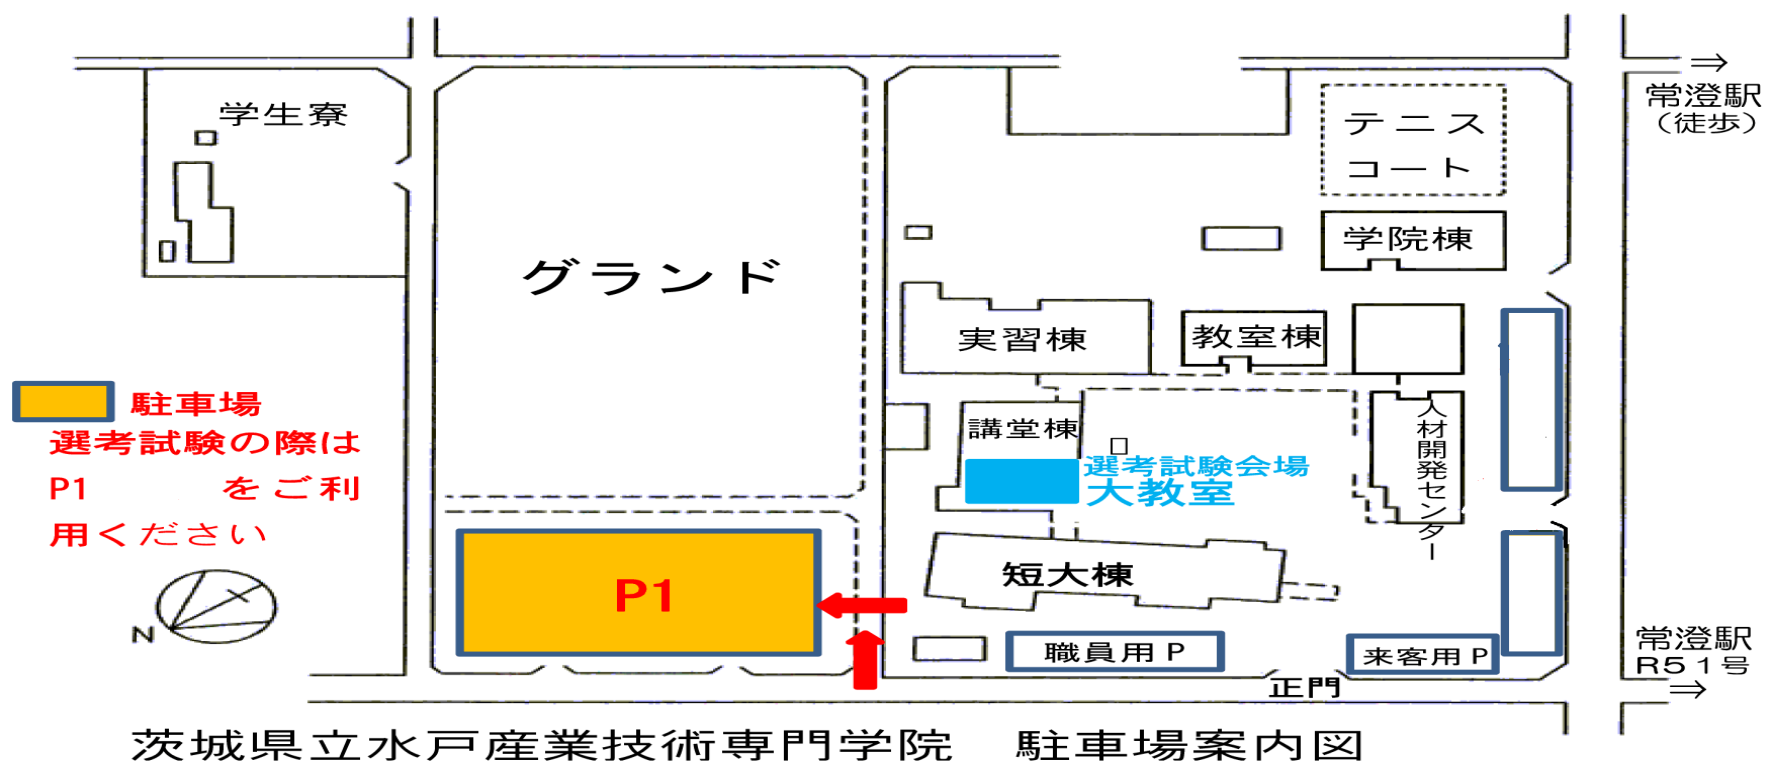 学生寮
グランド
⇒
常澄駅
(徒歩)
テニス
コート
学院棟
実習棟
教室棟
駐車場
選考試験の際は
P1 をご利
用ください
講堂棟
選考試験会場
大教室
人材開発センター
P1
短大棟
N
職員用P
来客用P
正門
常澄駅
R51号
⇒
茨城県立水戸産業技術専門学院 駐車場案内図